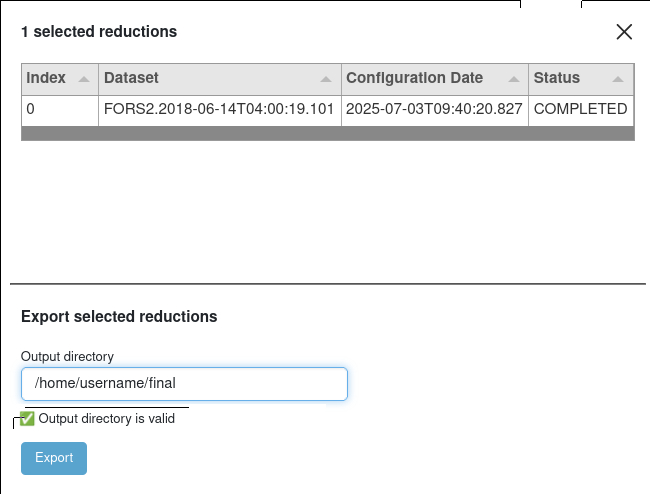 1 selected reductions
Index Dataset Configuration Date Status
0 FORS2.2018-06-14T04:00:19.101 2025-07-03T09:40:20.827 COMPLETED
Export selected reductions
Output directory
/home/username/final
✅ Output directory is valid
Export